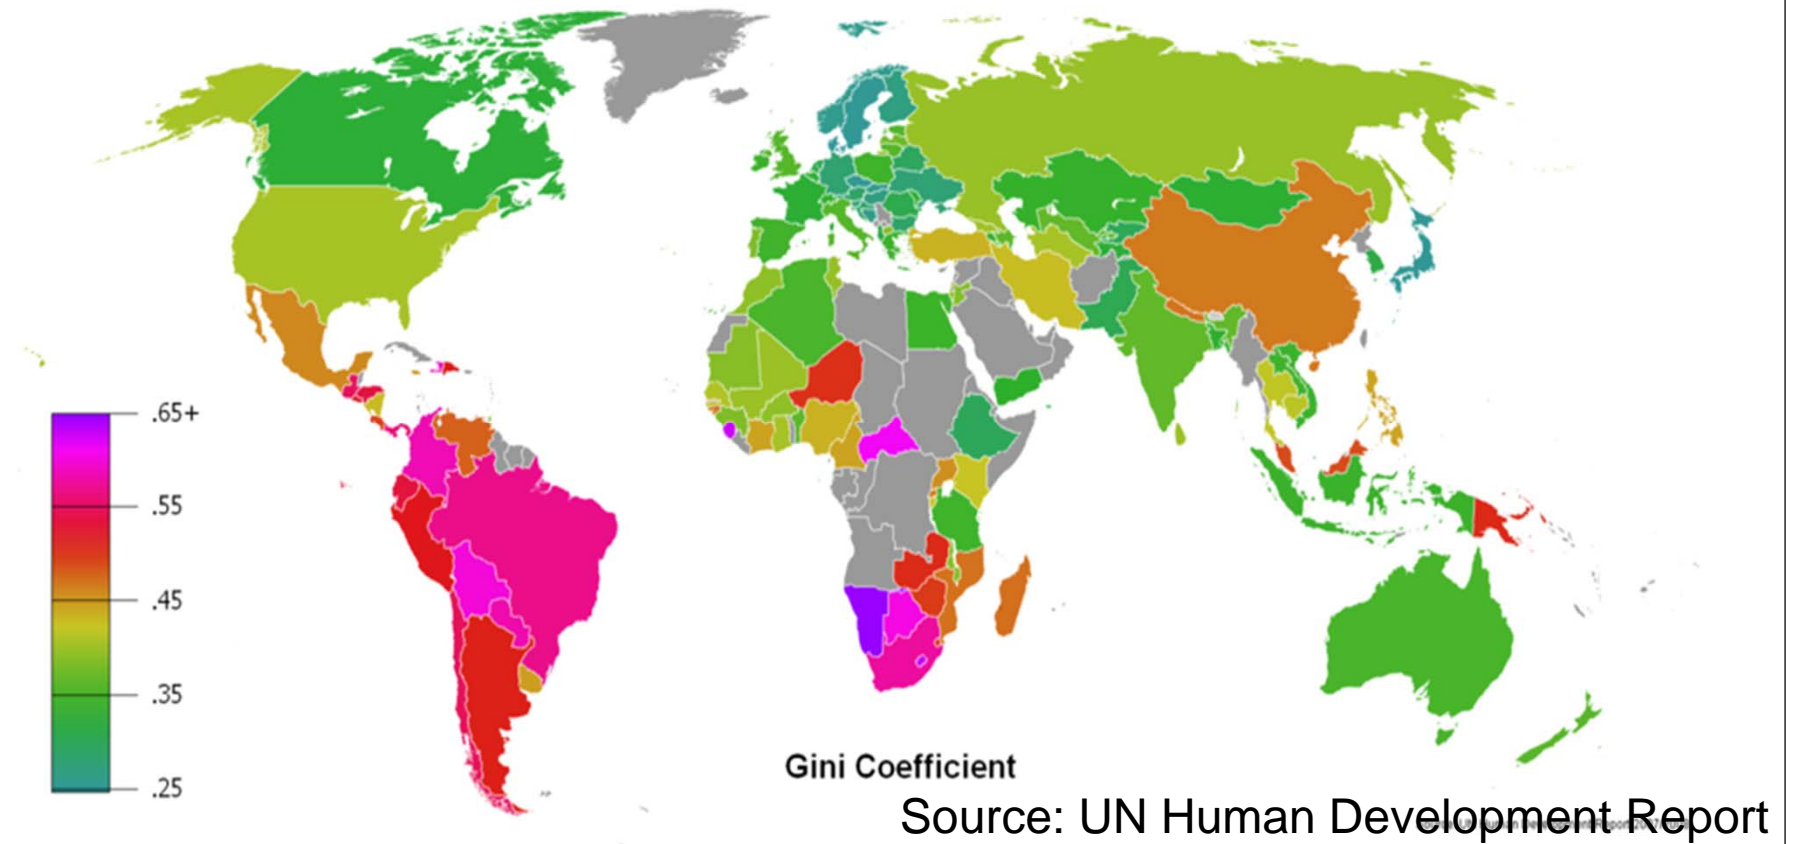 .65+
.55
.45
.35
.25
Gini Coefficient
Source: UN Human Development Report